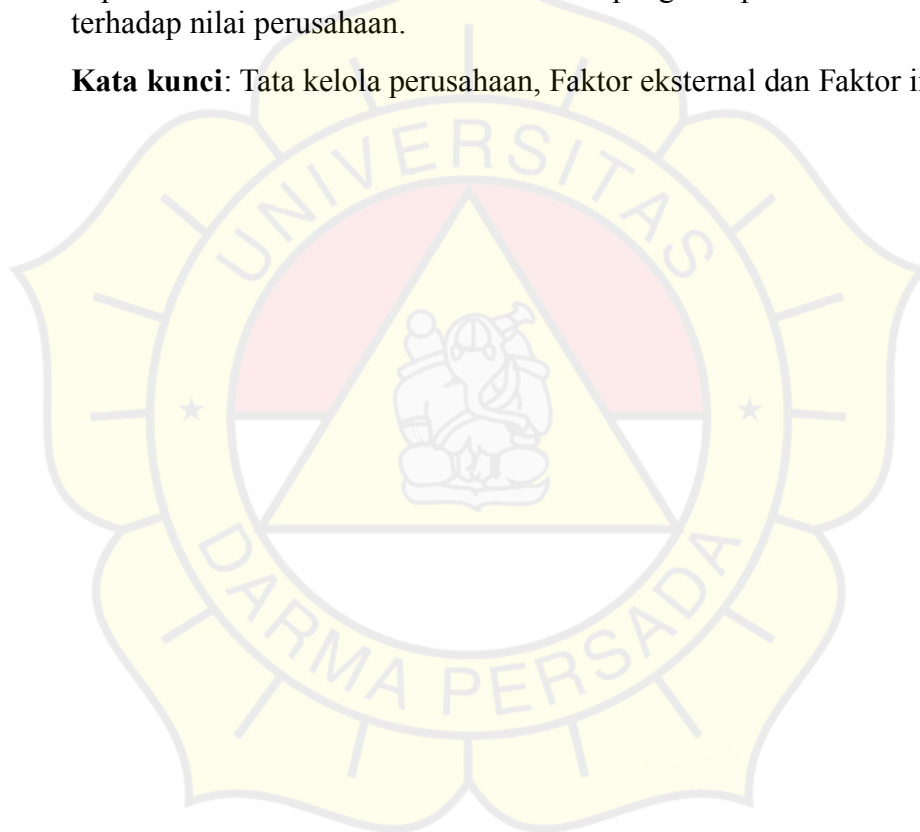 terhadap nilai perusahaan.
Kata kunci: Tata kelola perusahaan, Faktor eksternal dan Faktor
UNIVERSITAS
DARMA PERSADA